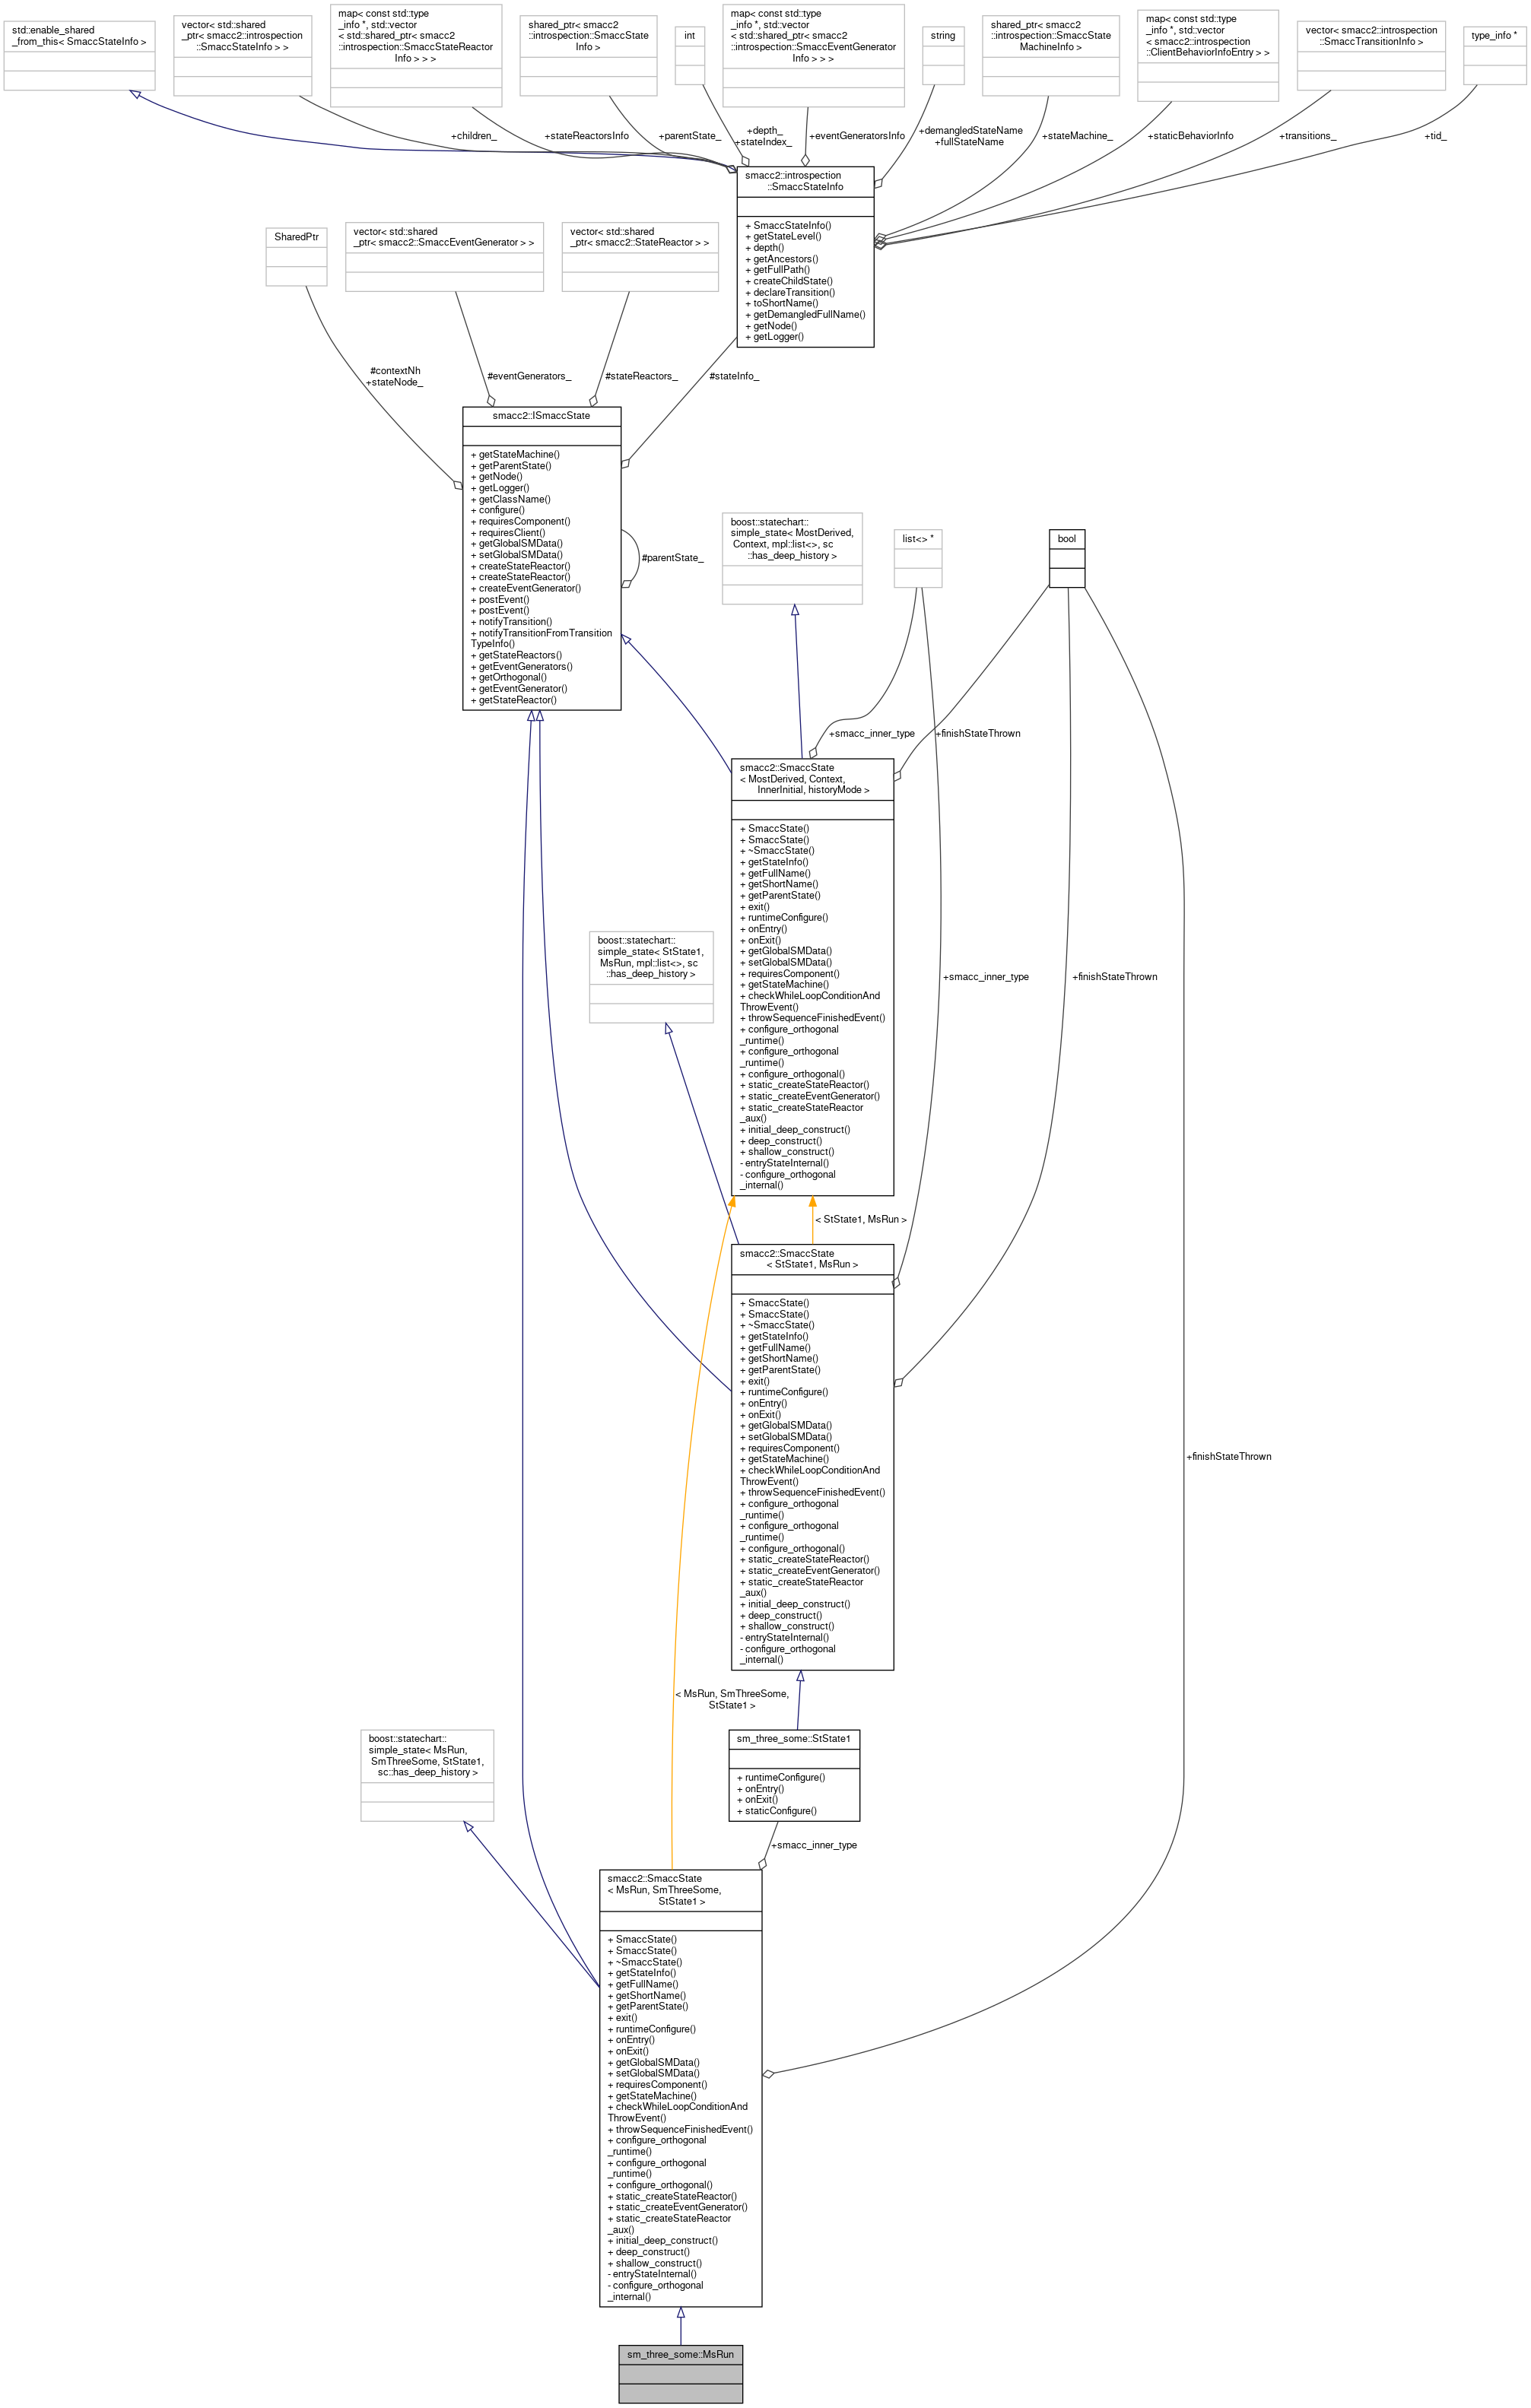 std::enable_shared
_from_this< SmaccStateInfo >
vector< std::shared
_ptr< smacc2::introspection
::SmaccStateInfo > >
map< const std::type
_info *, std::vector
< std::shared_ptr< smacc2
::introspection::SmaccStateReactor
Info > > >
shared_ptr< smacc2
::introspection::SmaccState
Info >
int
map< const std::type
_info *, std::vector
< std::shared_ptr< smacc2
::introspection::SmaccEventGenerator
Info > > >
string
shared_ptr< smacc2
::introspection::SmaccState
MachineInfo >
map< const std::type
_info *, std::vector
< smacc2::introspection
::ClientBehaviorInfoEntry > >
vector< smacc2::introspection
::SmaccTransitionInfo >
type_info *
+children_
+stateReactorsInfo
+parentState_
+depth_
+stateIndex_
+eventGeneratorsInfo
+demangledStateName
+fullStateName
+stateMachine_
+staticBehaviorInfo
+transitions_
+tid_
smacc2::introspection
::SmaccStateInfo
+ SmaccStateInfo()
+ getStateLevel()
+ depth()
+ getAncestors()
+ getFullPath()
+ createChildState()
+ declareTransition()
+ toShortName()
+ getDemangledFullName()
+ getNode()
+ getLogger()
SharedPtr
vector< std::shared
_ptr< smacc2::SmaccEventGenerator > >
vector< std::shared
_ptr< smacc2::StateReactor > >
#contextNh
+stateNode_
#eventGenerators_
#stateReactors_
#stateInfo_
smacc2::ISmaccState
+ getStateMachine()
+ getParentState()
+ getNode()
+ getLogger()
+ getClassName()
+ configure()
+ requiresComponent()
+ requiresClient()
+ getGlobalSMData()
+ setGlobalSMData()
+ createStateReactor()
+ createStateReactor()
+ createEventGenerator()
+ postEvent()
+ postEvent()
+ notifyTransition()
+ notifyTransitionFromTransition
TypeInfo()
+ getStateReactors()
+ getEventGenerators()
+ getOrthogonal()
+ getEventGenerator()
+ getStateReactor()
#parentState_
boost::statechart::
simple_state< MostDerived,
Context, mpl::list<>, sc
::has_deep_history >
list<> *
bool
+smacc_inner_type
+finishStateThrown
smacc2::SmaccState
< MostDerived, Context,
InnerInitial, historyMode >
+ SmaccState()
+ SmaccState()
+ ~SmaccState()
+ getStateInfo()
+ getFullName()
+ getShortName()
+ getParentState()
+ exit()
+ runtimeConfigure()
+ onEntry()
+ onExit()
+ getGlobalSMData()
+ setGlobalSMData()
+ requiresComponent()
+ getStateMachine()
+ checkWhileLoopConditionAnd
ThrowEvent()
+ throwSequenceFinishedEvent()
+ configure_orthogonal
_runtime()
+ configure_orthogonal
_runtime()
+ configure_orthogonal()
+ static_createStateReactor()
+ static_createEventGenerator()
+ static_createStateReactor
_aux()
+ initial_deep_construct()
+ deep_construct()
+ shallow_construct()
- entryStateInternal()
- configure_orthogonal
_internal()
boost::statechart::
simple_state< StState1,
MsRun, mpl::list<>, sc
::has_deep_history >
+smacc_inner_type
+finishStateThrown
< StState1, MsRun >
smacc2::SmaccState
< StState1, MsRun >
+ SmaccState()
+ SmaccState()
+ ~SmaccState()
+ getStateInfo()
+ getFullName()
+ getShortName()
+ getParentState()
+ exit()
+ runtimeConfigure()
+ onEntry()
+ onExit()
+ getGlobalSMData()
+ setGlobalSMData()
+ requiresComponent()
+ getStateMachine()
+ checkWhileLoopConditionAnd
ThrowEvent()
+ throwSequenceFinishedEvent()
+ configure_orthogonal
_runtime()
+ configure_orthogonal
_runtime()
+ configure_orthogonal()
+ static_createStateReactor()
+ static_createEventGenerator()
+ static_createStateReactor
_aux()
+ initial_deep_construct()
+ deep_construct()
+ shallow_construct()
- entryStateInternal()
- configure_orthogonal
_internal()
+finishStateThrown
< MsRun, SmThreeSome,
StState1 >
boost::statechart::
simple_state< MsRun,
SmThreeSome, StState1,
sc::has_deep_history >
sm_three_some::StState1
+ runtimeConfigure()
+ onEntry()
+ onExit()
+ staticConfigure()
+smacc_inner_type
smacc2::SmaccState
< MsRun, SmThreeSome,
StState1 >
+ SmaccState()
+ SmaccState()
+ ~SmaccState()
+ getStateInfo()
+ getFullName()
+ getShortName()
+ getParentState()
+ exit()
+ runtimeConfigure()
+ onEntry()
+ onExit()
+ getGlobalSMData()
+ setGlobalSMData()
+ requiresComponent()
+ getStateMachine()
+ checkWhileLoopConditionAnd
ThrowEvent()
+ throwSequenceFinishedEvent()
+ configure_orthogonal
_runtime()
+ configure_orthogonal
_runtime()
+ configure_orthogonal()
+ static_createStateReactor()
+ static_createEventGenerator()
+ static_createStateReactor
_aux()
+ initial_deep_construct()
+ deep_construct()
+ shallow_construct()
- entryStateInternal()
- configure_orthogonal
_internal()
sm_three_some::MsRun